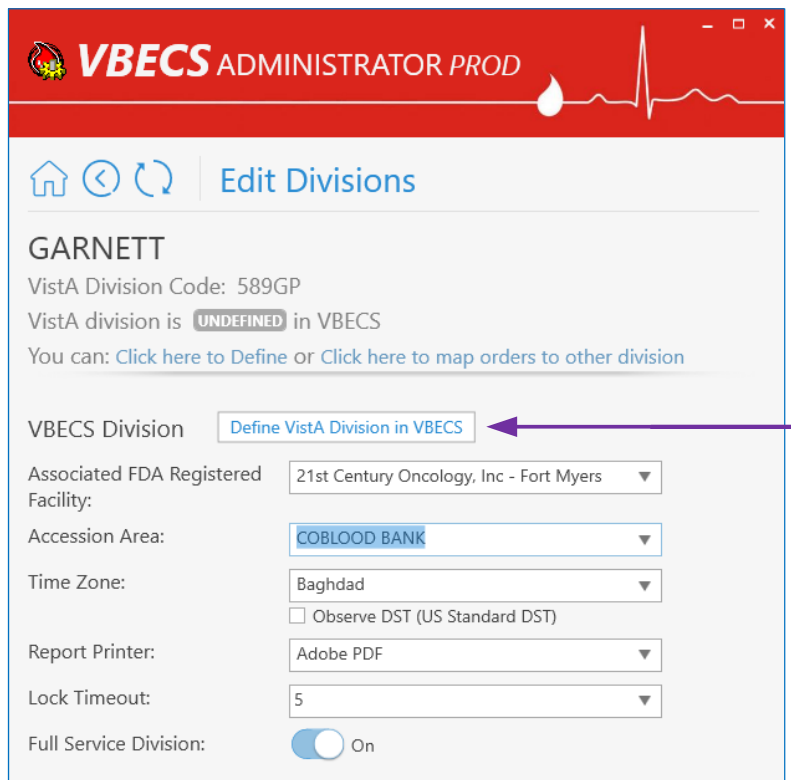 VBECS ADMINISTRATOR PROD
Edit Divisions
GARNETT
VistA Division Code: 589GP
VistA division is UNDEFINED in VBECS
You can: Click here to Define or Click here to map orders to other division
VBECS Division Define VistA Division in VBECS
Associated FDA Registered Facility: 21st Century Oncology, Inc - Fort Myers
Accession Area: COBLOOD BANK
Time Zone: Baghdad
Observe DST (US Standard DST)
Report Printer: Adobe PDF
Lock Timeout: 5
Full Service Division: On